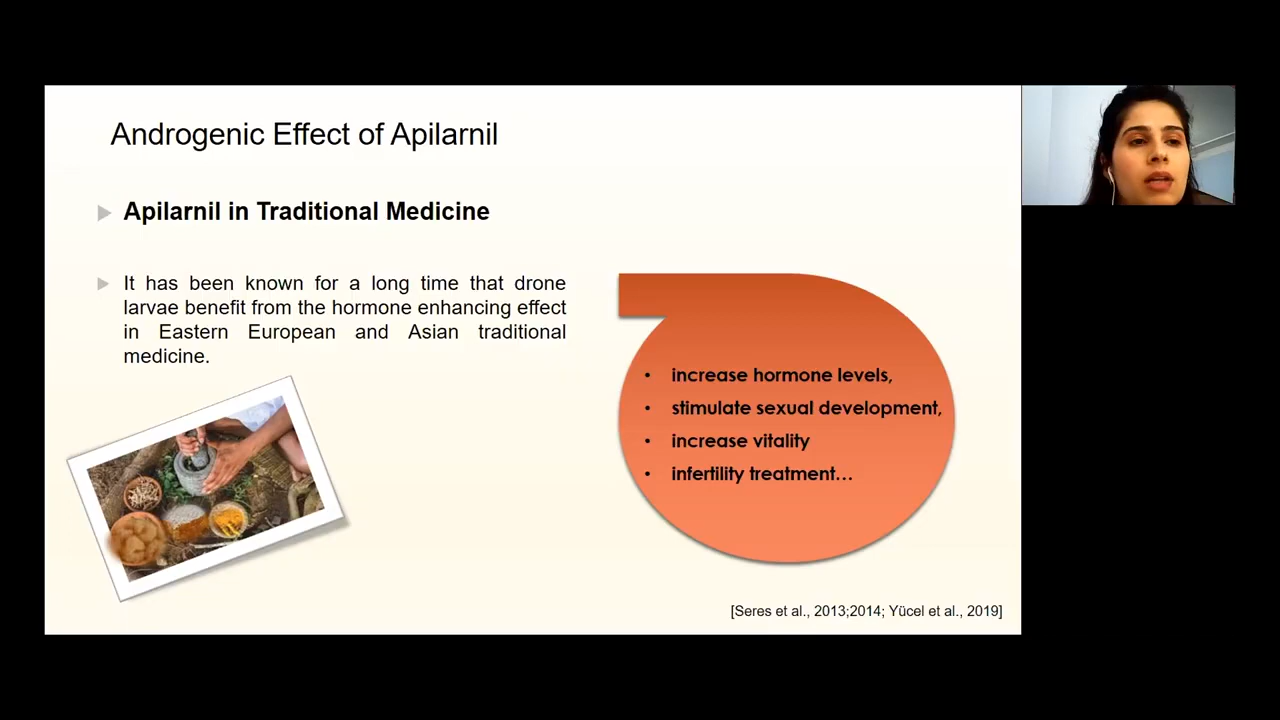 Androgenic Effect of Apilarnil
Apilarnil in Traditional Medicine
It has been known for a long time that drone
larvae benefit from the hormone enhancing effect
in Eastern European and Asian traditional
medicine.
• increase hormone levels,
• stimulate sexual development,
• increase vitality
• infertility treatment…
[Seres et al., 2013;2014; Yücel et al., 2019]